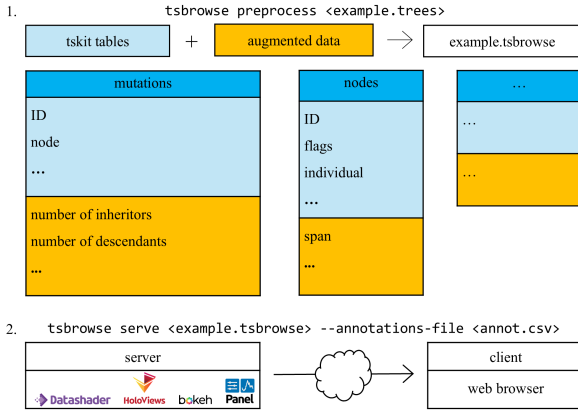 1. tsbrowse preprocess <example.trees>
tskit tables + augmented data example.tsbrowse
mutations
ID
node
...
number of inheritors
number of descendants
...
nodes
ID
flags
individual
...
span
...
...
...
...
2. tsbrowse serve <example.tsbrowse> --annotations-file <annot.csv>
server
Datashader HoloViews bokeh Panel
client
web browser